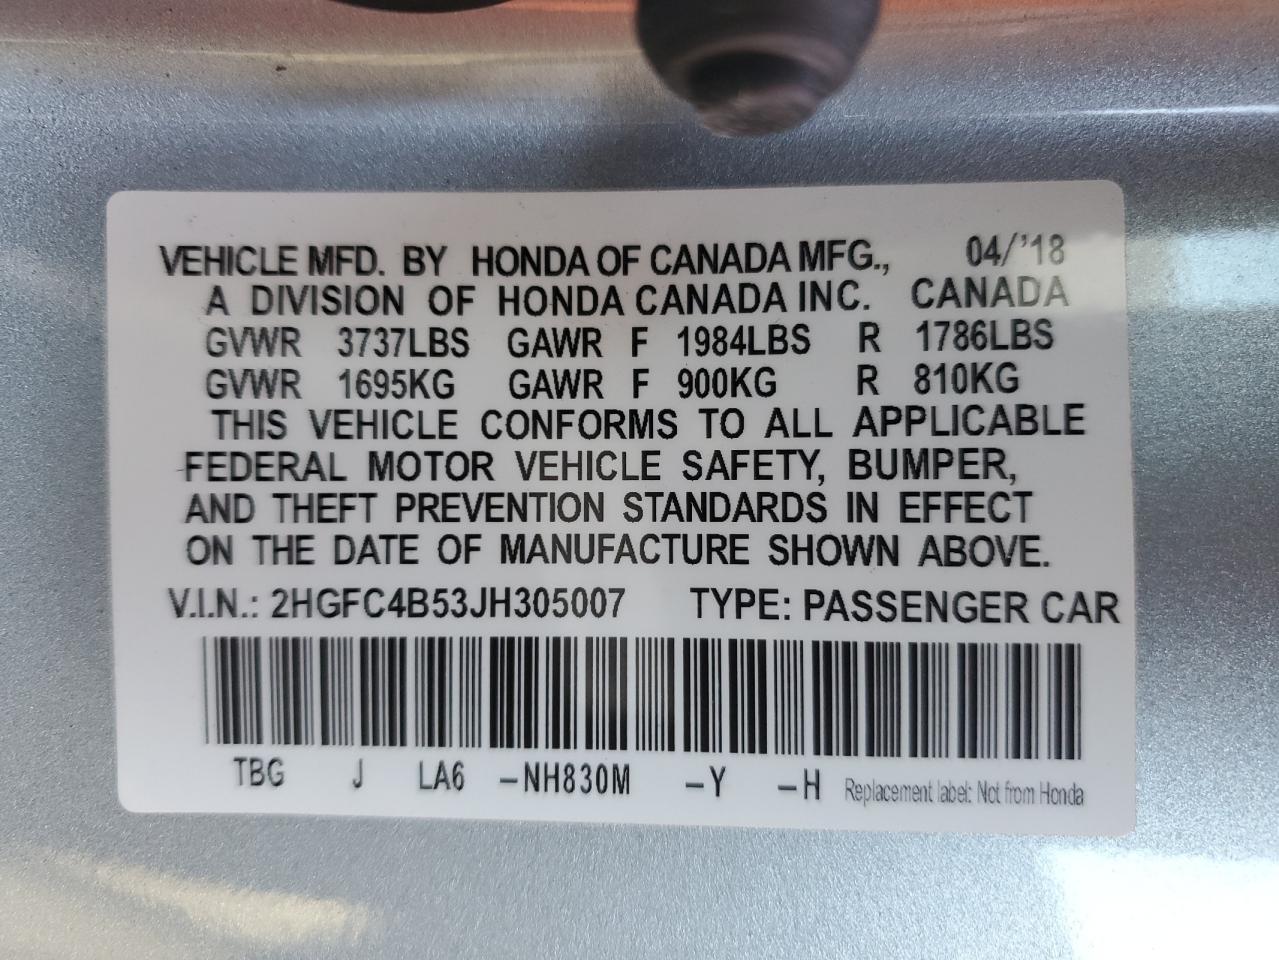 VEHICLE MFD. BY HONDA OF CANADA MFG., 04/'18
A DIVISION OF HONDA CANADA INC. CANADA
GVWR 3737LBS GAWR F 1984LBS R 1786LBS
GVWR 1695KG GAWR F 900KG R 810KG
THIS VEHICLE CONFORMS TO ALL APPLICABLE
FEDERAL MOTOR VEHICLE SAFETY, BUMPER,
AND THEFT PREVENTION STANDARDS IN EFFECT
ON THE DATE OF MANUFACTURE SHOWN ABOVE.
V.I.N.: 2HGFC4B53JH305007 TYPE: PASSENGER CAR
TBG J LA6 -NH830M -Y -H Replacement label: Not from Honda